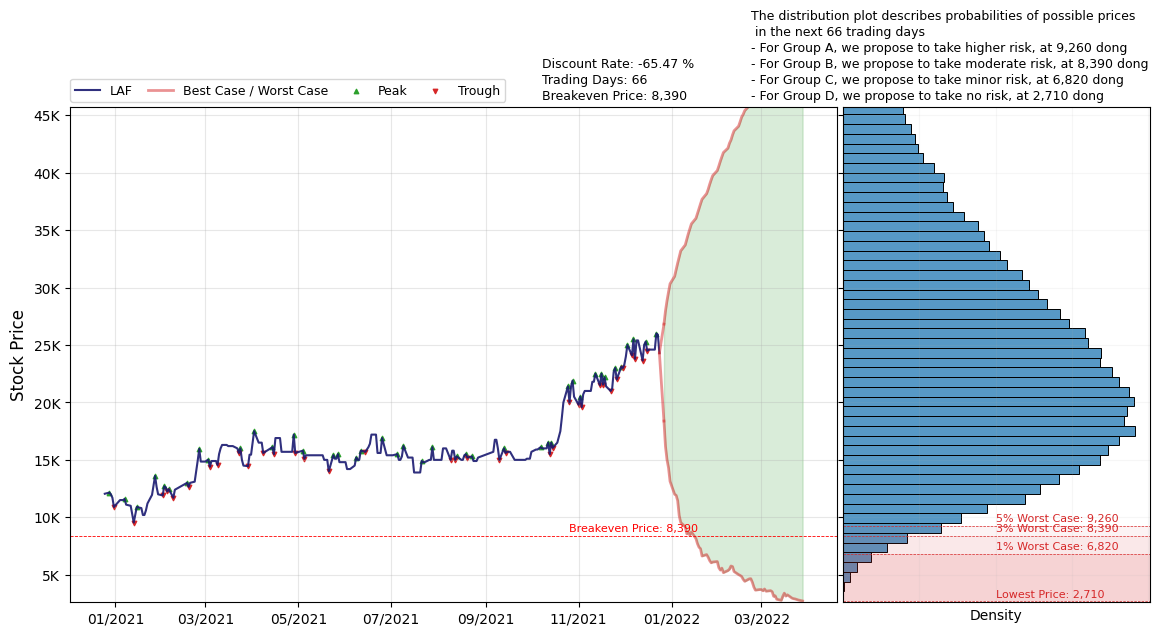 The distribution plot describes probabilities of possible prices
in the next 66 trading days
- For Group A, we propose to take higher risk, at 9,260 dong
- For Group B, we propose to take moderate risk, at 8,390 dong
- For Group C, we propose to take minor risk, at 6,820 dong
- For Group D, we propose to take no risk, at 2,710 dong
Discount Rate: -65.47 %
Trading Days: 66
Breakeven Price: 8,390
LAF
Best Case / Worst Case
Peak
Trough
Stock Price
45K
40K
35K
30K
25K
20K
15K
10K
5K
Breakeven Price: 8,390
01/2021
03/2021
05/2021
07/2021
09/2021
11/2021
01/2022
03/2022
5% Worst Case: 9,260
3% Worst Case: 8,390
1% Worst Case: 6,820
Lowest Price: 2,710
Density